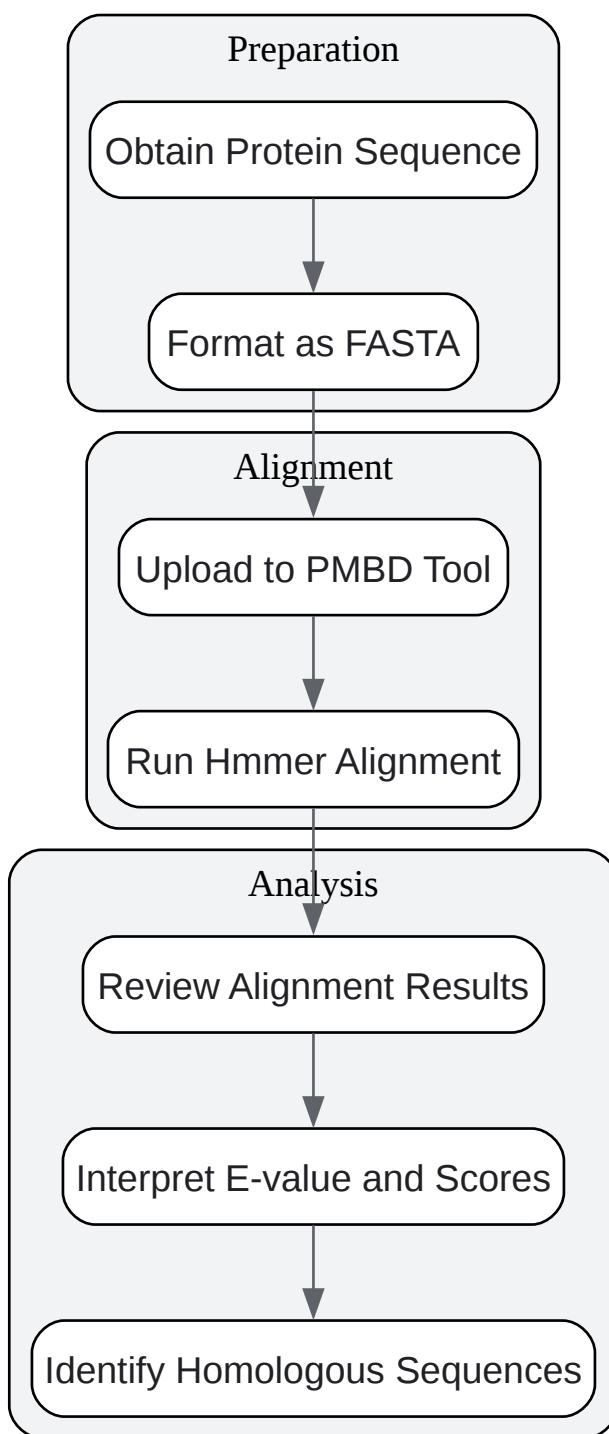 Preparation
Obtain Protein Sequence
Format as FASTA
Alignment
Upload to PMBD Tool
Run Hmmer Alignment
Analysis
Review Alignment Results
Interpret E-value and Scores
Identify Homologous Sequences